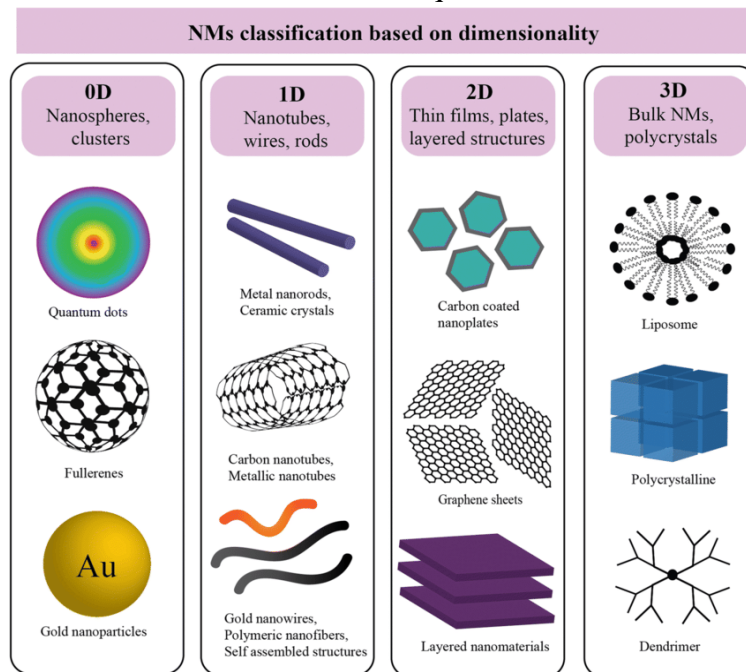 NMs classification based on dimensionality
0D
Nanospheres,
clusters
Quantum dots
Fullerenes
Au
Gold nanoparticles
1D
Nanotubes,
wires, rods
Metal nanorods,
Ceramic crystals
Carbon nanotubes,
Metallic nanotubes
Gold nanowires,
Polymeric nanofibers,
Self assembled structures
2D
Thin films, plates,
layered structures
Carbon coated
nanoplates
Graphene sheets
Layered nanomaterials
3D
Bulk NMs,
polycrystals
Liposome
Polycrystalline
Dendrimer